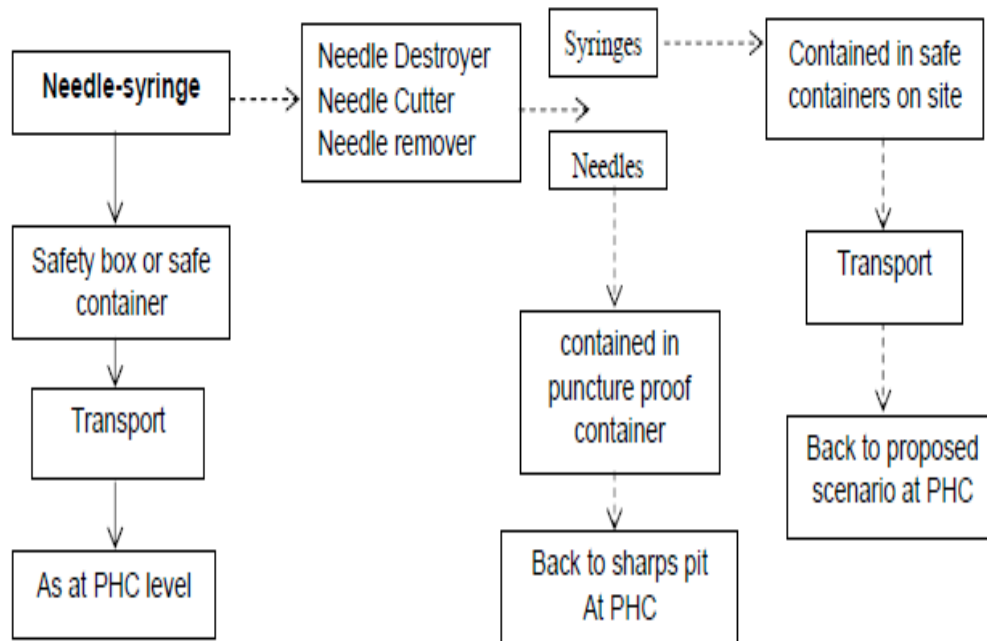 Needle-syringe
Needle Destroyer
Needle Cutter
Needle remover
Syringes
Needles
Contained in safe
containers on site
Safety box or safe
container
Transport
As at PHC level
contained in
puncture proof
container
Back to sharps pit
At PHC
Transport
Back to proposed
scenario at PHC